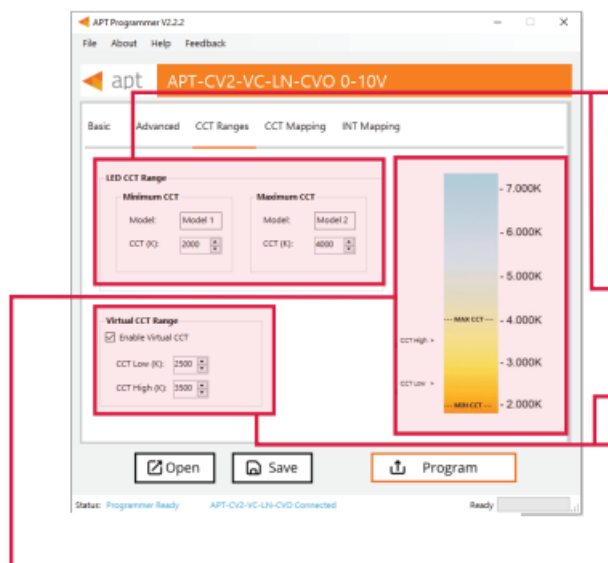 APT Programmer V2.2.2
File About Help Feedback
apt APT-CV2-VC-LN-CVO 0-10V
Basic Advanced CCT Ranges CCT Mapping INT Mapping
LED CCT Range
Minimum CCT Maximum CCT
Model: Model 1 Model: Model 2
CCT (K): 2000 CCT (K): 4000
Virtual CCT Range
Enable Virtual CCT
CCT Low (K): 2500
CCT High (K): 3500
- 7.000K
- 6.000K
- 5.000K
--- MAX CCT --- - 4.000K
CCT High >
- 3.000K
CCT Low >
--- MIN CCT --- - 2.000K
Open Save Program
Status: Programmer Ready APT-CV2-VC-LN-CVO Connected Ready